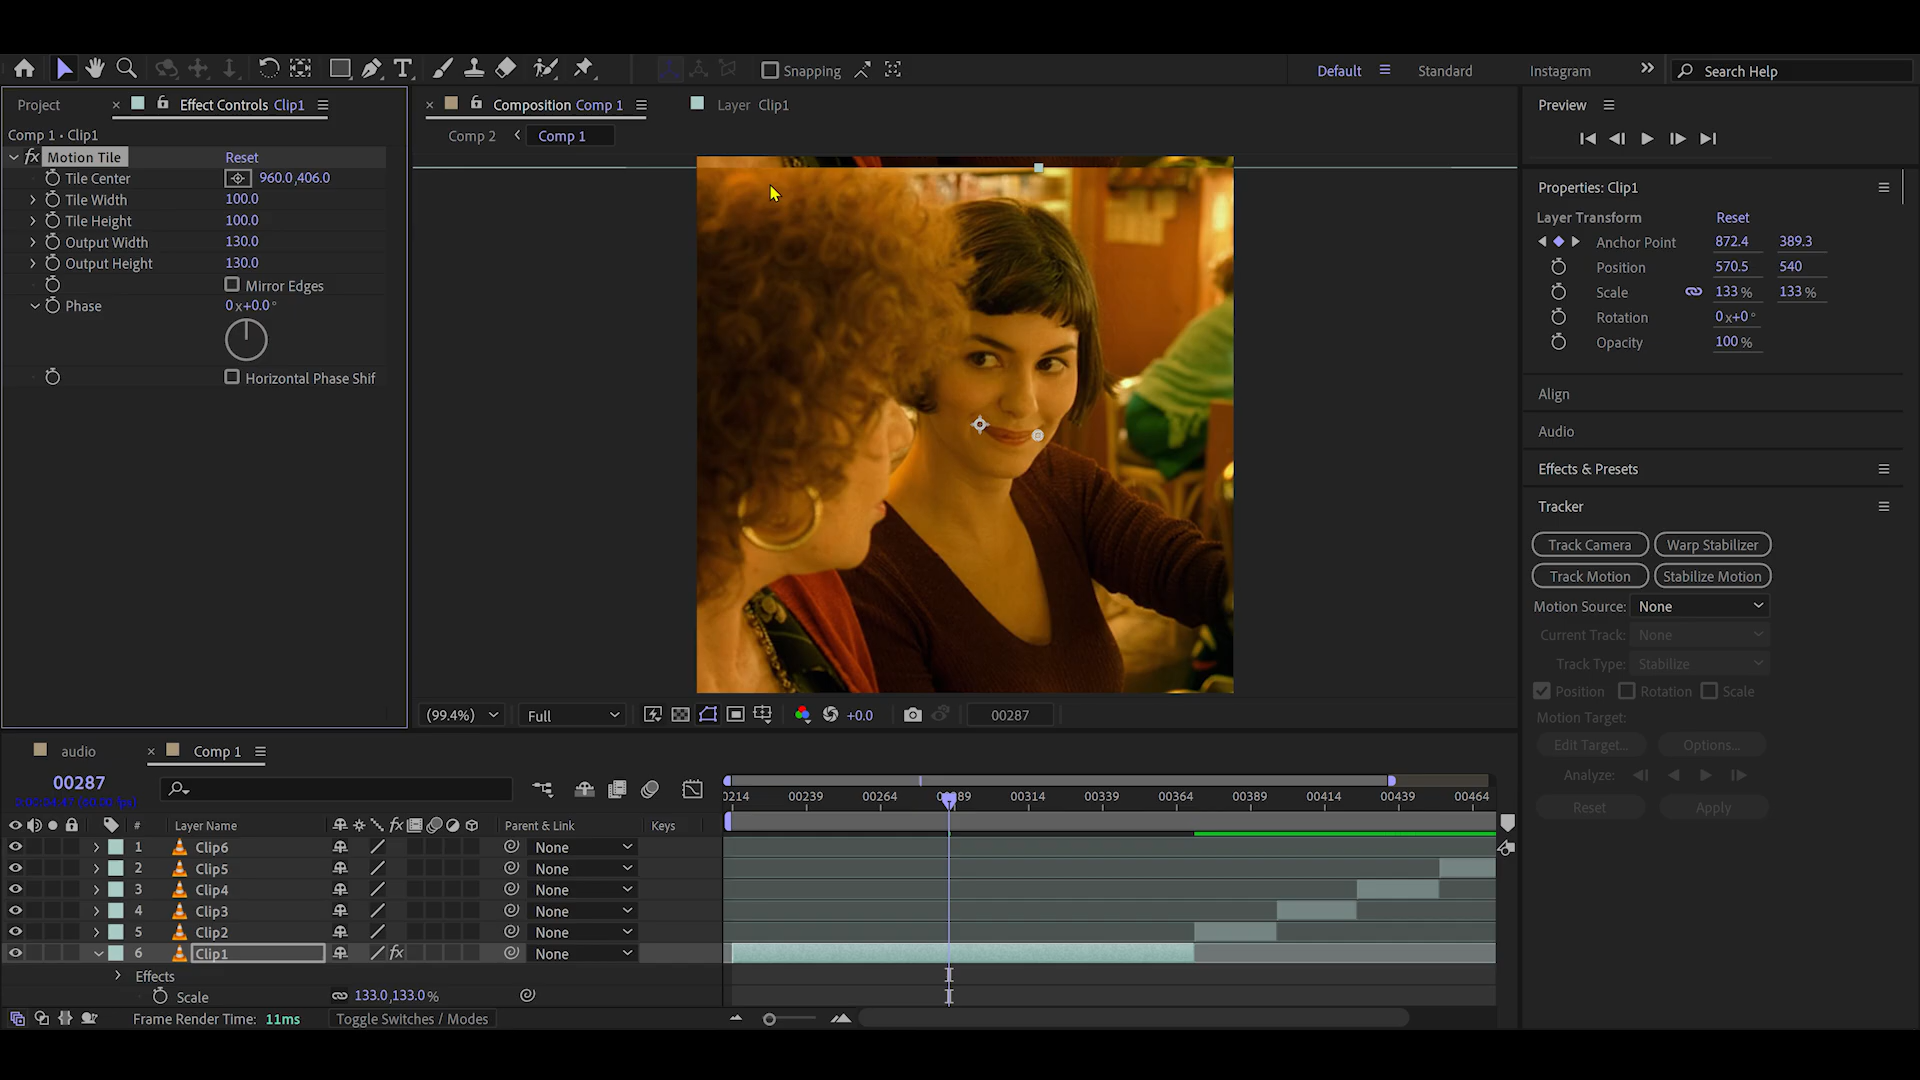 Snapping
Default
Standard
Instagram
Search Help
Project
Effect Controls Clip1
Composition Comp 1
Layer Clip1
Preview
Comp 1 • Clip1
Comp 2
Comp 1
fx Motion Tile Reset
Tile Center 960.0,406.0
Tile Width 100.0
Tile Height 100.0
Output Width 130.0
Output Height 130.0
Mirror Edges
Phase 0x+0.0°
Horizontal Phase Shif
Properties: Clip1
Layer Transform Reset
Anchor Point 872.4 389.3
Position 570.5 540
Scale 133 % 133 %
Rotation 0x+0°
Opacity 100 %
Align
Audio
Effects & Presets
Tracker
Track Camera Warp Stabilizer
Track Motion Stabilize Motion
Motion Source: None
Current Track: None
Track Type: Stabilize
Position Rotation Scale
Motion Target:
Edit Target... Options...
Analyze:
Reset Apply
(99.4%) Full +0.0 00287
audio Comp 1
00287
0214 00239 00264 00314 00339 00364 00389 00414 00439 00464
# Layer Name fx Parent & Link Keys
1 Clip6 None
2 Clip5 None
3 Clip4 None
4 Clip3 None
5 Clip2 None
6 Clip1 fx None
Effects
Scale 133.0,133.0 %
Frame Render Time: 11ms Toggle Switches / Modes